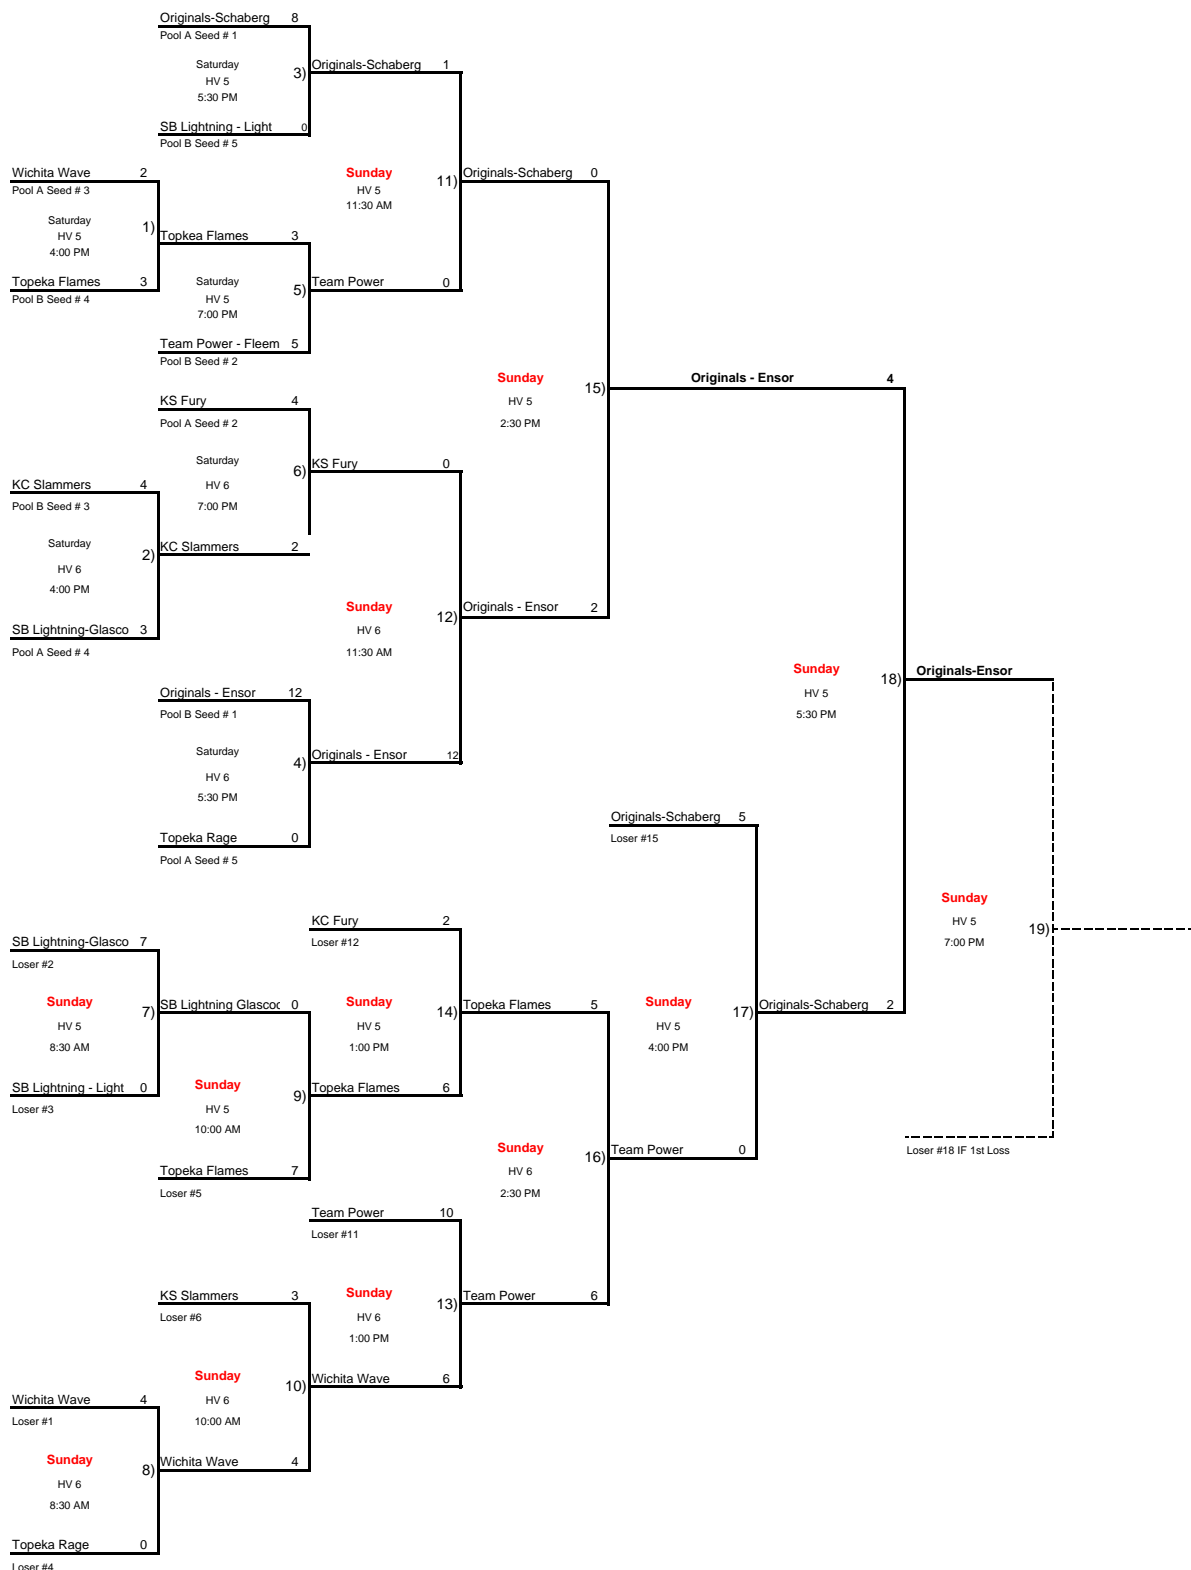 Originals-Schaberg 8
Pool A Seed # 1
Saturday
HV 5
5:30 PM
3)
Originals-Schaberg 1
SB Lightning - Light 0
Pool B Seed # 5
Wichita Wave 2
Pool A Seed # 3
Sunday
HV 5
11:30 AM
11)
Originals-Schaberg 0
Saturday
HV 5
4:00 PM
1)
Topkea Flames 3
Topeka Flames 3
Pool B Seed # 4
Saturday
HV 5
7:00 PM
5)
Team Power 0
Team Power - Fleem 5
Pool B Seed # 2
Sunday
HV 5
2:30 PM
15)
Originals - Ensor 4
KS Fury 4
Pool A Seed # 2
Saturday
HV 6
7:00 PM
6)
KS Fury 0
KC Slammers 4
Pool B Seed # 3
Saturday
HV 6
4:00 PM
2)
KC Slammers 2
SB Lightning-Glasco 3
Pool A Seed # 4
Sunday
HV 6
11:30 AM
12)
Originals - Ensor 2
Originals - Ensor 12
Pool B Seed # 1
Saturday
HV 6
5:30 PM
4)
Originals - Ensor 12
Topeka Rage 0
Pool A Seed # 5
Sunday
HV 5
5:30 PM
18)
Originals-Ensor
Originals-Schaberg 5
Loser #15
Sunday
HV 5
7:00 PM
19)
KC Fury 2
Loser #12
SB Lightning-Glasco 7
Loser #2
Sunday
HV 5
8:30 AM
7)
SB Lightning Glascoc 0
Sunday
HV 5
1:00 PM
14)
Topeka Flames 5
Sunday
HV 5
4:00 PM
17)
Originals-Schaberg 2
SB Lightning - Light 0
Loser #3
Sunday
HV 5
10:00 AM
9)
Topeka Flames 6
Topeka Flames 7
Loser #5
Sunday
HV 6
2:30 PM
16)
Team Power 0
Loser #18 IF 1st Loss
Team Power 10
Loser #11
KS Slammers 3
Loser #6
Sunday
HV 6
1:00 PM
13)
Team Power 6
Sunday
HV 6
10:00 AM
10)
Wichita Wave 6
Wichita Wave 4
Loser #1
Sunday
HV 6
8:30 AM
8)
Wichita Wave 4
Topeka Rage 0
Loser #4